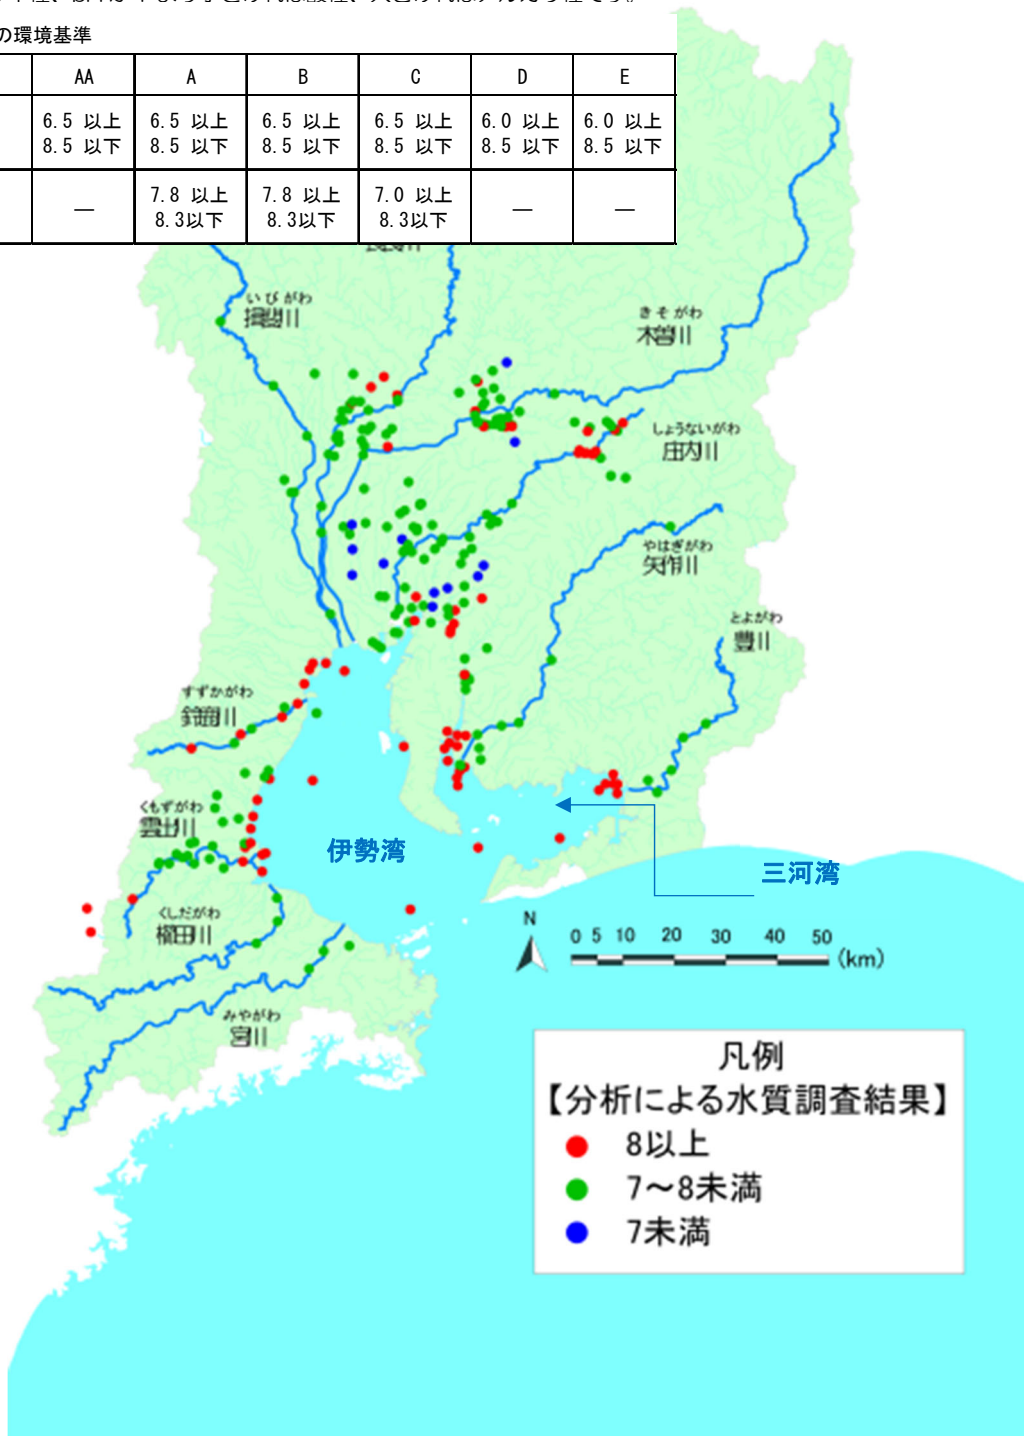 の環境基準
AA A B C D E
6.5 以上 6.5 以上 6.5 以上 6.5 以上 6.0 以上 6.0 以上
8.5 以下 8.5 以下 8.5 以下 8.5 以下 8.5 以下 8.5 以下
— 7.8 以上 7.8 以上 7.0 以上 — —
8.3以下 8.3以下 8.3以下
いびがわ
揖斐川
きそがわ
木曽川
しょうないがわ
庄内川
やはぎがわ
矢作川
とよがわ
豊川
すずかがわ
鈴鹿川
くもずがわ
雲出川
伊勢湾
三河湾
くしだがわ
櫛田川
N
0 5 10 20 30 40 50
(km)
みやがわ
宮川
凡例
【分析による水質調査結果】
8以上
7～8未満
7未満